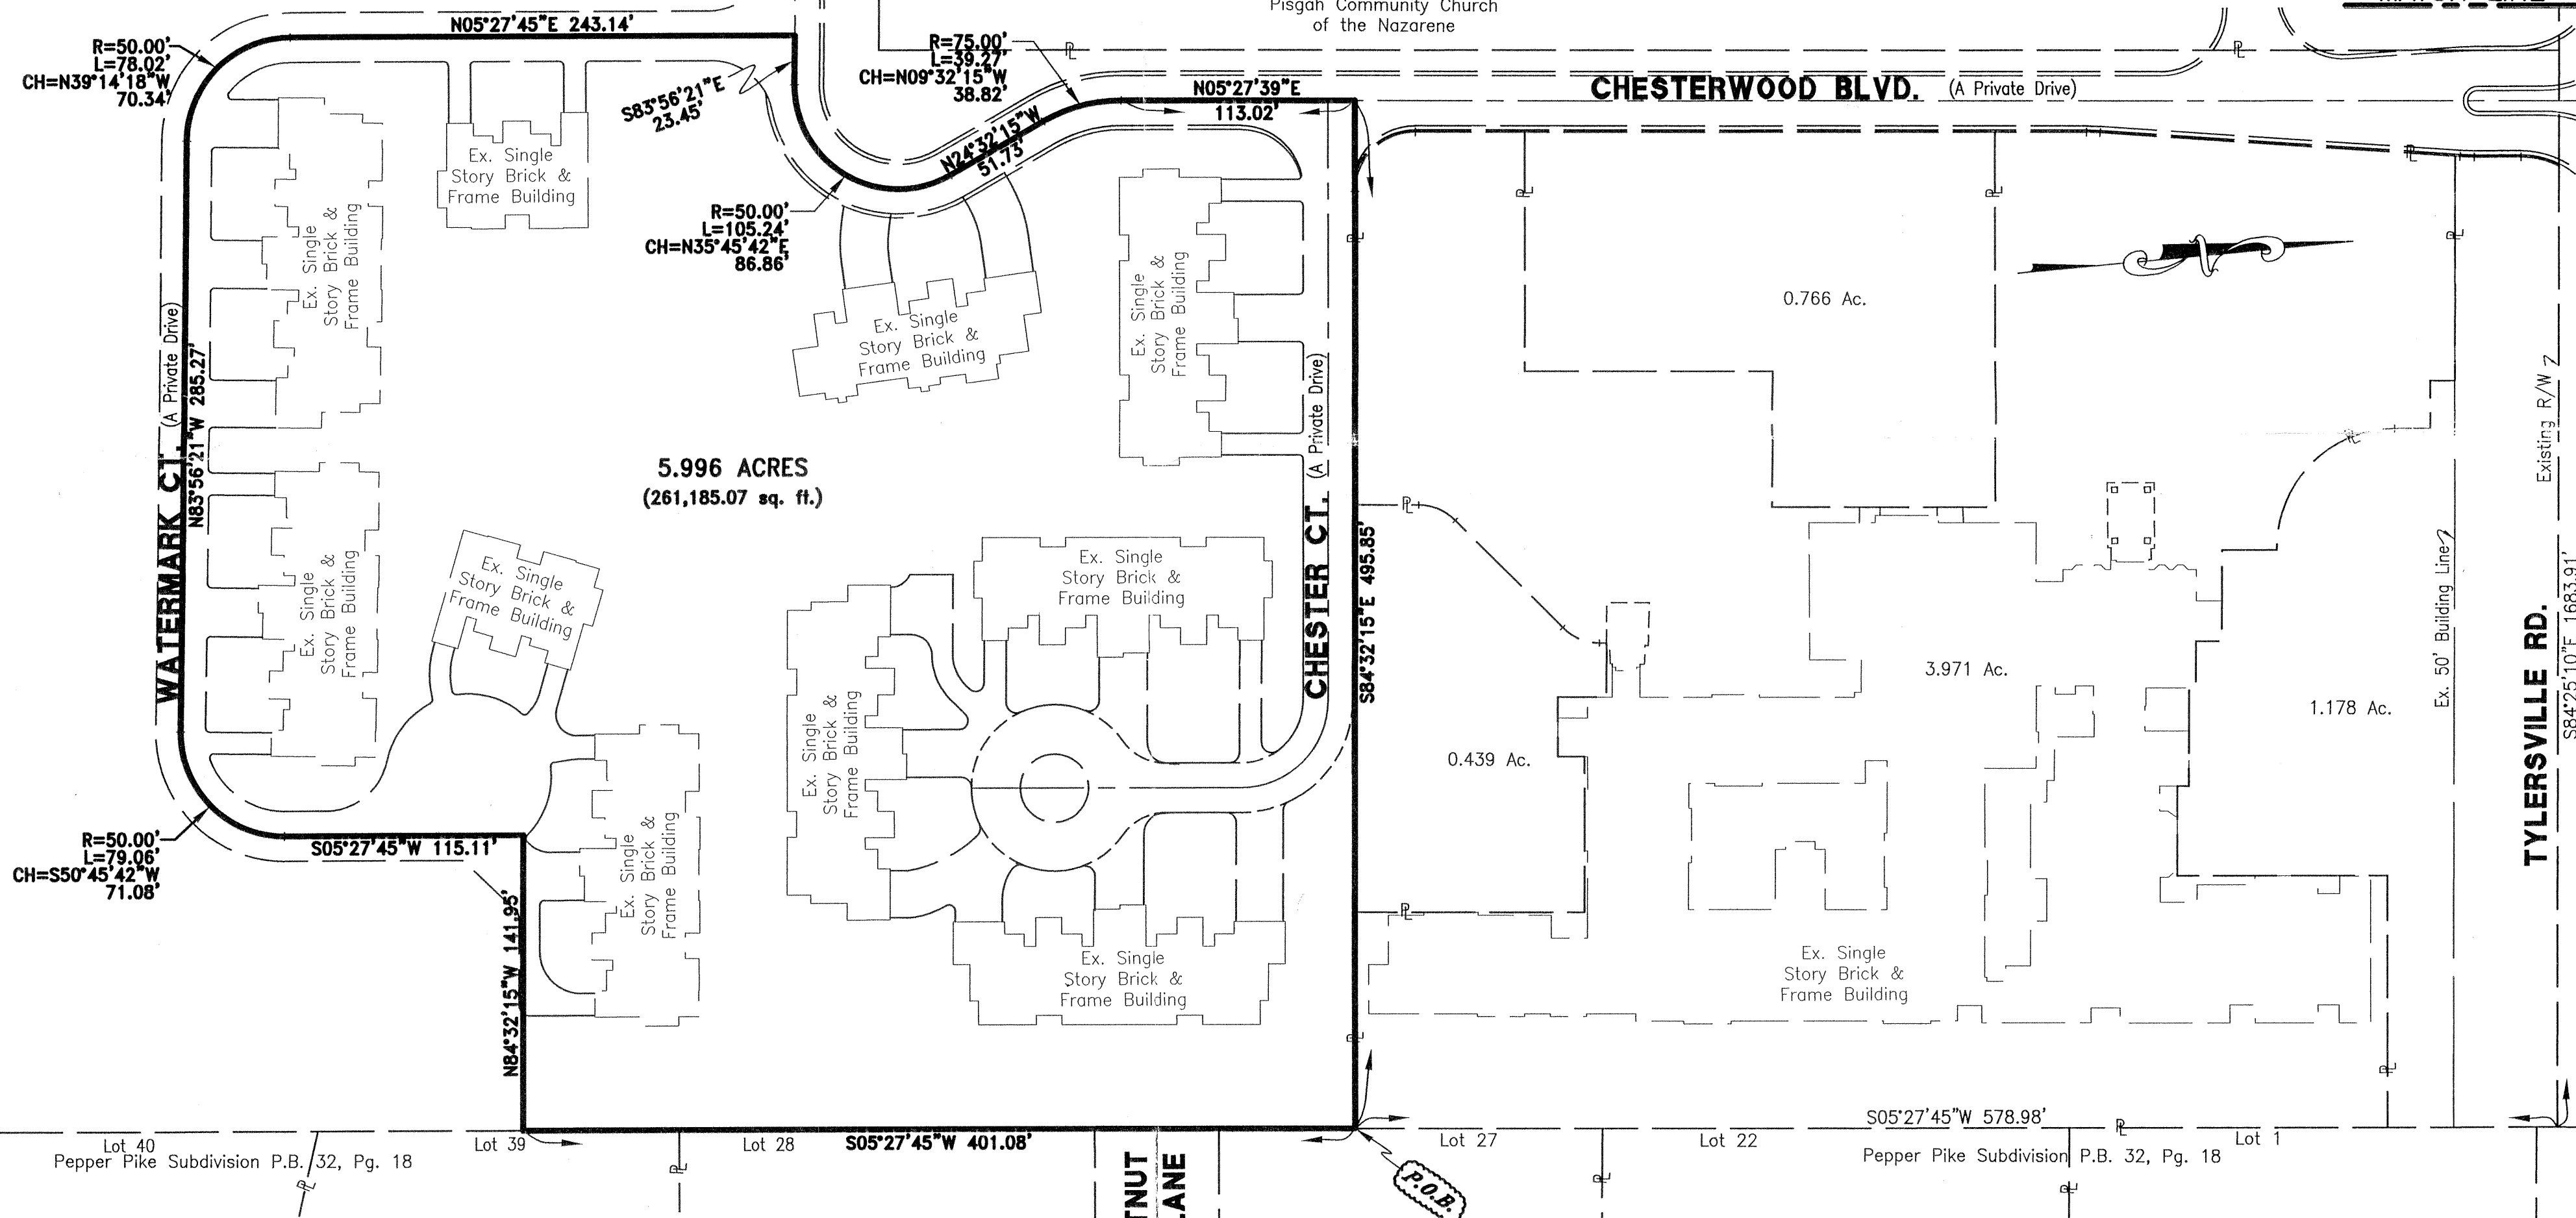 Pisgah Community Church
of the Nazarene
N05°27'45"E 243.14'
R=50.00'
L=78.02'
CH=N39°14'18"W
70.34'
S83°56'21"E
23.45'
R=75.00'
L=39.27'
CH=N09°32'15"W
38.82'
N05°27'39"E
113.02'
CHESTERWOOD BLVD. (A Private Drive)
N24°32'15"W
51.73'
R=50.00'
L=105.24'
CH=N35°45'42"E
86.86'
Ex. Single
Story Brick &
Frame Building
Ex. Single
Story Brick &
Frame Building
Ex. Single
Story Brick &
Frame Building
Ex. Single
Story Brick &
Frame Building
0.766 Ac.
WATERMARK CT. (A Private Drive)
N83°56'21"W 285.27'
5.996 ACRES
(261,185.07 sq. ft.)
CHESTER CT. (A Private Drive)
S84°32'15"E 495.85'
Existing R/W
Ex. 50' Building Line
TYLERSVILLE RD.
S84°25'10"E 1683.91'
Ex. Single
Story Brick &
Frame Building
Ex. Single
Story Brick &
Frame Building
Ex. Single
Story Brick &
Frame Building
Ex. Single
Story Brick &
Frame Building
Ex. Single
Story Brick &
Frame Building
0.439 Ac.
3.971 Ac.
1.178 Ac.
R=50.00'
L=79.06'
CH=S50°45'42"W
71.08'
S05°27'45"W 115.11'
N84°32'15"W 141.95'
Ex. Single
Story Brick &
Frame Building
Ex. Single
Story Brick &
Frame Building
S05°27'45"W 578.98'
Lot 40
Lot 39
Lot 28
S05°27'45"W 401.08'
Lot 27
Lot 22
Lot 1
Pepper Pike Subdivision P.B. 32, Pg. 18
Pepper Pike Subdivision P.B. 32, Pg. 18
P.O.B.
TNUT
ANE